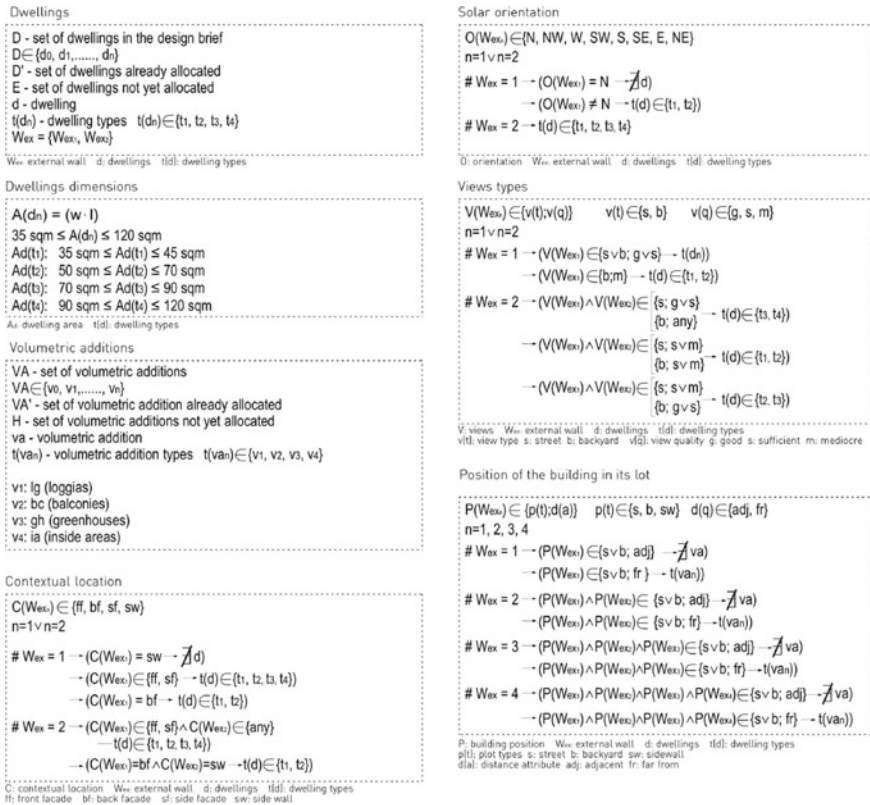 Dwellings
D - set of dwellings in the design brief
D∈{d₀, d₁,......, dₙ}
D' - set of dwellings already allocated
E - set of dwellings not yet allocated
d - dwelling
t(dₙ) - dwelling types t(dₙ)∈{t₁, t₂, t₃, t₄}
Wₑₓ = {Wₑₓ₁, Wₑₓ₂}
Wₑₓ: external wall d: dwellings t[d]: dwelling types
Dwellings dimensions
A(dₙ) = (w · l)
35 sqm ≤ A(dₙ) ≤ 120 sqm
Ad(t₁): 35 sqm ≤ Ad(t₁) ≤ 45 sqm
Ad(t₂): 50 sqm ≤ Ad(t₂) ≤ 70 sqm
Ad(t₃): 70 sqm ≤ Ad(t₃) ≤ 90 sqm
Ad(t₄): 90 sqm ≤ Ad(t₄) ≤ 120 sqm
Ad: dwelling area t[d]: dwelling types
Volumetric additions
VA - set of volumetric additions
VA∈{v₀, v₁,......, vₙ}
VA' - set of volumetric addition already allocated
H - set of volumetric additions not yet allocated
va - volumetric addition
t(vaₙ) - volumetric addition types t(vaₙ)∈{v₁, v₂, v₃, v₄}
v₁: lg (loggias)
v₂: bc (balconies)
v₃: gh (greenhouses)
v₄: ia (inside areas)
Contextual location
C(Wₑₓₙ)∈{ff, bf, sf, sw}
n=1∨n=2
# Wₑₓ = 1 → (C(Wₑₓ₁) = sw → ∄d)
→ (C(Wₑₓ₁)∈{ff, sf} → t(d)∈{t₁, t₂, t₃, t₄})
→ (C(Wₑₓ₁) = bf → t(d)∈{t₁, t₂})
# Wₑₓ = 2 → (C(Wₑₓ₁)∈{ff, sf}∧C(Wₑₓ₂)∈{any}
→ t(d)∈{t₁, t₂, t₃, t₄})
→ (C(Wₑₓ₁)=bf∧C(Wₑₓ₂)=sw →t(d)∈{t₁, t₂})
C: contextual location Wₑₓ: external wall d: dwellings t[d]: dwelling types
ff: front facade bf: back facade sf: side facade sw: side wall
Solar orientation
O(Wₑₓₙ)∈{N, NW, W, SW, S, SE, E, NE}
n=1∨n=2
# Wₑₓ = 1 → (O(Wₑₓ₁) = N → ∄d)
→ (O(Wₑₓ₁) ≠ N → t(d)∈{t₁, t₂})
# Wₑₓ = 2 → t(d)∈{t₁, t₂, t₃, t₄}
O: orientation Wₑₓ: external wall d: dwellings t[d]: dwelling types
Views types
V(Wₑₓₙ)∈{v(t);v(q)} v(t)∈{s, b} v(q)∈{g, s, m}
n=1∨n=2
# Wₑₓ = 1 → (V(Wₑₓ₁)∈{s∨b; g∨s} → t(dₙ))
→ (V(Wₑₓ₁)∈{b;m} → t(d)∈{t₁, t₂})
# Wₑₓ = 2 → (V(Wₑₓ₁)∧V(Wₑₓ₂)∈ {s; g∨s}
{b; any} → t(d)∈{t₃, t₄})
→ (V(Wₑₓ₁)∧V(Wₑₓ₂)∈ {s; s∨m}
{b; s∨m} → t(d)∈{t₁, t₂})
→ (V(Wₑₓ₁)∧V(Wₑₓ₂)∈ {s; s∨m}
{b; g∨s} → t(d)∈{t₂, t₃})
V: views Wₑₓ: external wall d: dwellings t[d]: dwelling types
v[t]: view type s: street b: backyard v[q]: view quality g: good s: sufficient m: mediocre
Position of the building in its lot
P(Wₑₓₙ)∈{p(t);d(a)} p(t)∈{s, b, sw} d(q)∈{adj, fr}
n=1, 2, 3, 4
# Wₑₓ = 1 → (P(Wₑₓ₁)∈{s∨b; adj} → ∄va)
→ (P(Wₑₓ₁)∈{s∨b; fr } → t(vaₙ))
# Wₑₓ = 2 → (P(Wₑₓ₁)∧P(Wₑₓ₂)∈ {s∨b; adj} → ∄va)
→ (P(Wₑₓ₁)∧P(Wₑₓ₂)∈ {s∨b; fr} → t(vaₙ))
# Wₑₓ = 3 → (P(Wₑₓ₁)∧P(Wₑₓ₂)∧P(Wₑₓ₃)∈{s∨b; adj} → ∄va)
→ (P(Wₑₓ₁)∧P(Wₑₓ₂)∧P(Wₑₓ₃)∈{s∨b; fr} → t(vaₙ))
# Wₑₓ = 4 → (P(Wₑₓ₁)∧P(Wₑₓ₂)∧P(Wₑₓ₃)∧P(Wₑₓ₄)∈{s∨b; adj} → ∄va)
→ (P(Wₑₓ₁)∧P(Wₑₓ₂)∧P(Wₑₓ₃)∧P(Wₑₓ₄)∈{s∨b; fr} → t(vaₙ))
P: building position Wₑₓ: external wall d: dwellings t[d]: dwelling types
p[t]: plot types s: street b: backyard sw: sidewall
d[a]: distance attribute adj: adjacent fr: far from